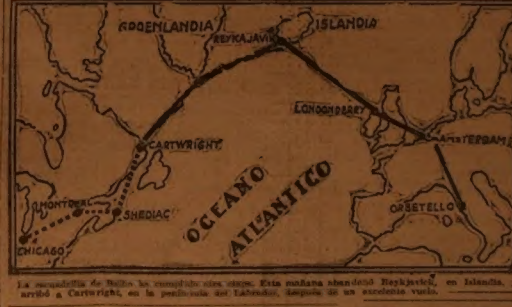 GROENLANDIA
ISLANDIA
REYKJAVIK
LONDONDERRY
CARTWRIGHT
AMSTERDAM
OCEANO
ATLANTICO
MONTREAL
SHEDIAC
ORBETELLO
CHICAGO
La escuadrilla de Balbo ha cumplido otra etapa. Esta mañana abandonó Reykjavick, en Islandia,
arribó a Cartwright, en la península del Labrador, después de un excelente vuelo.